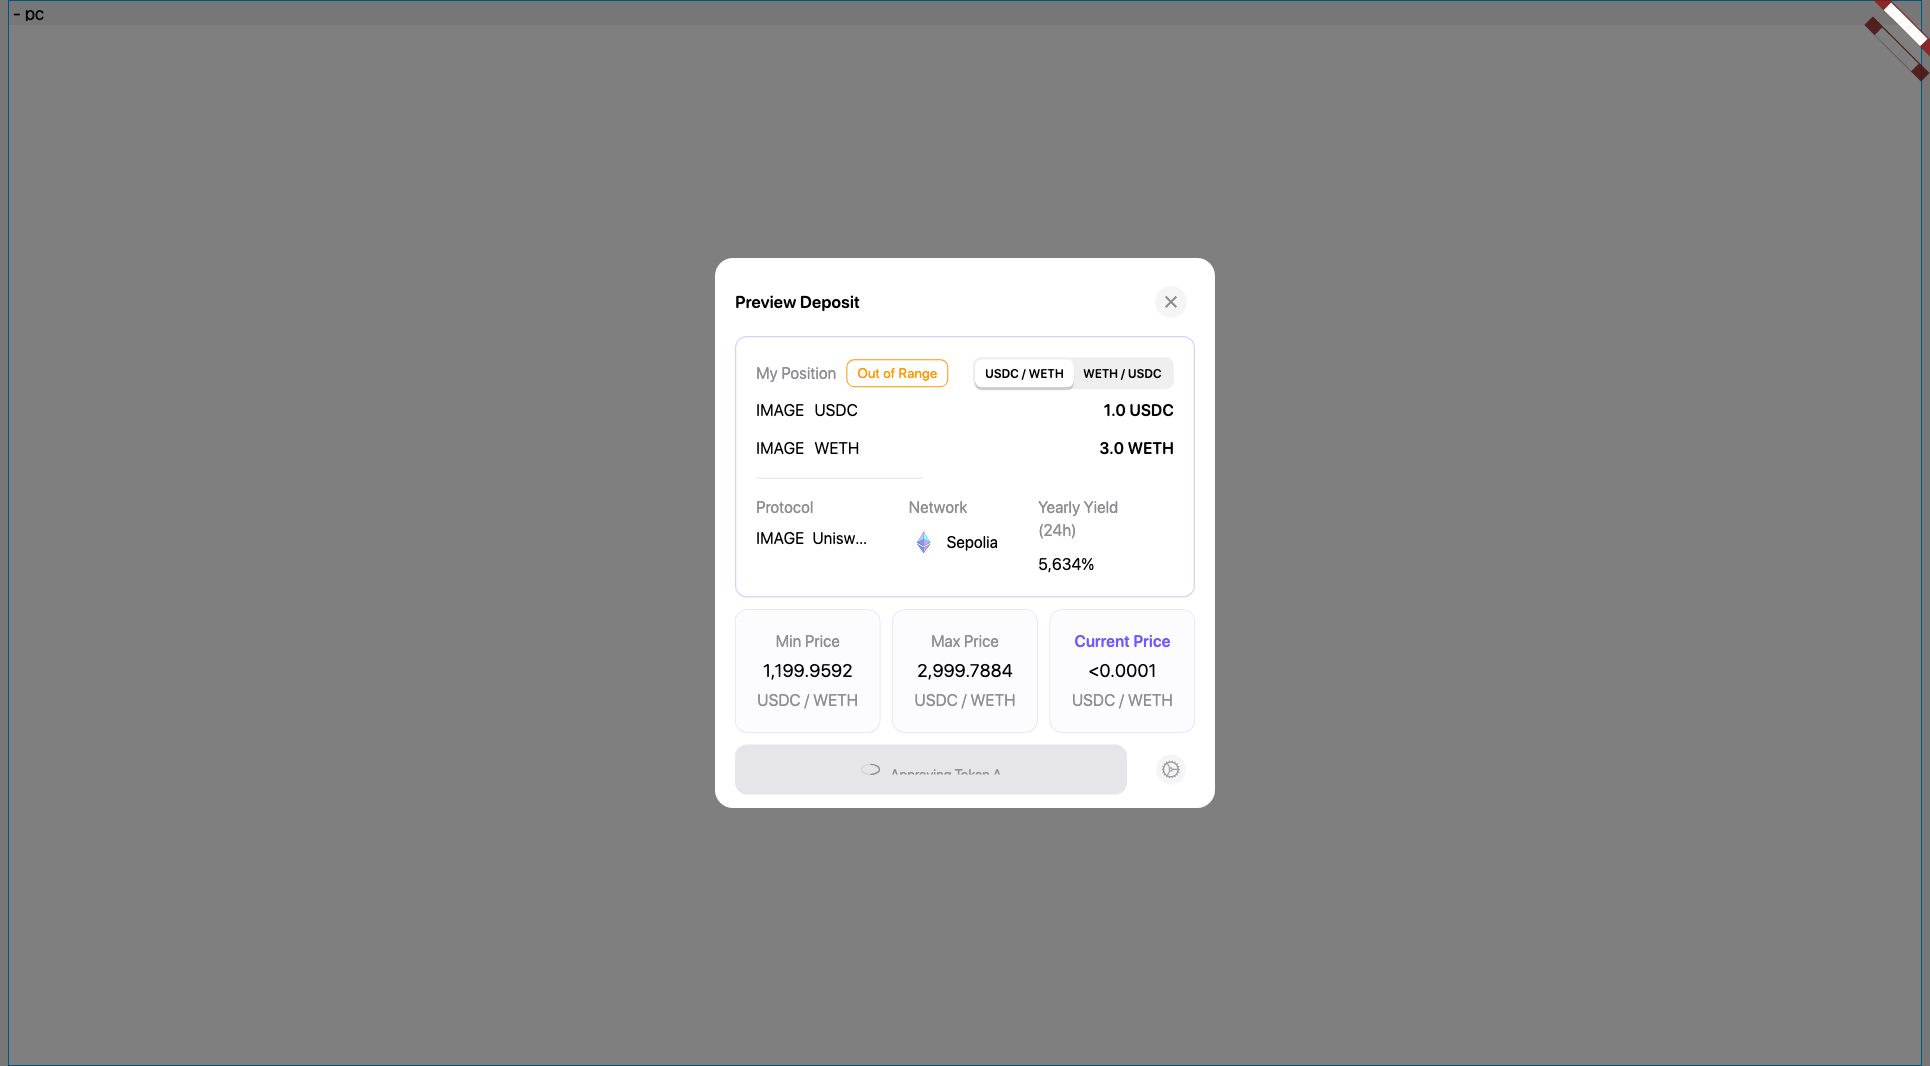 - pc
Preview Deposit
My Position Out of Range USDC / WETH WETH / USDC
IMAGE USDC 1.0 USDC
IMAGE WETH 3.0 WETH
Protocol Network Yearly Yield
(24h)
IMAGE Unisw... Sepolia
5,634%
Min Price Max Price Current Price
1,199.9592 2,999.7884 <0.0001
USDC / WETH USDC / WETH USDC / WETH
Approving Token A